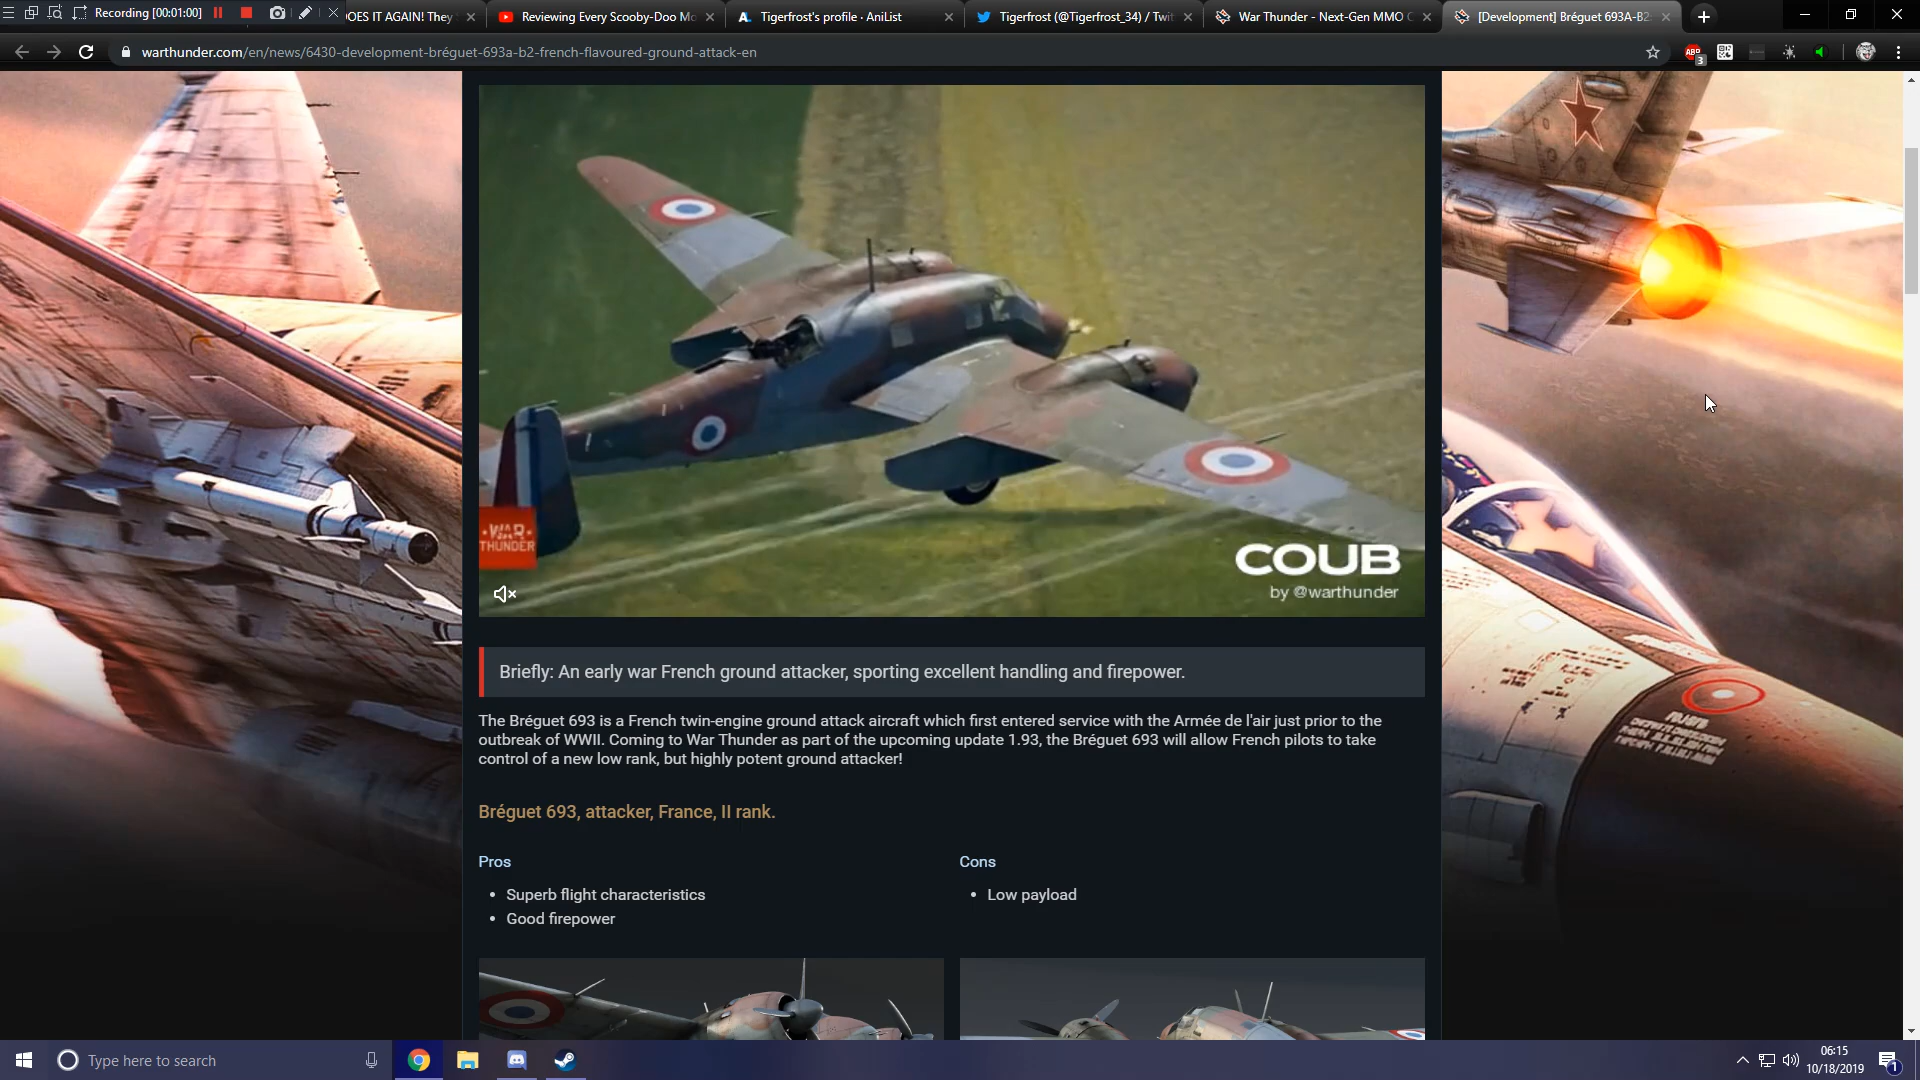 Recording [00:01:00]
OES IT AGAIN! They
Reviewing Every Scooby-Doo Mo
Tigerfrost's profile · AniList
Tigerfrost (@Tigerfrost_34) / Twit
War Thunder - Next-Gen MMO C
[Development] Bréguet 693A-B2
warthunder.com/en/news/6430-development-bréguet-693a-b2-french-flavoured-ground-attack-en
ABP
3
WAR
THUNDER
COUB
by @warthunder
Briefly: An early war French ground attacker, sporting excellent handling and firepower.
The Bréguet 693 is a French twin-engine ground attack aircraft which first entered service with the Armée de l'air just prior to the
outbreak of WWII. Coming to War Thunder as part of the upcoming update 1.93, the Bréguet 693 will allow French pilots to take
control of a new low rank, but highly potent ground attacker!
Bréguet 693, attacker, France, II rank.
Pros
Cons
• Superb flight characteristics
• Low payload
• Good firepower
Type here to search
06:15
10/18/2019
1